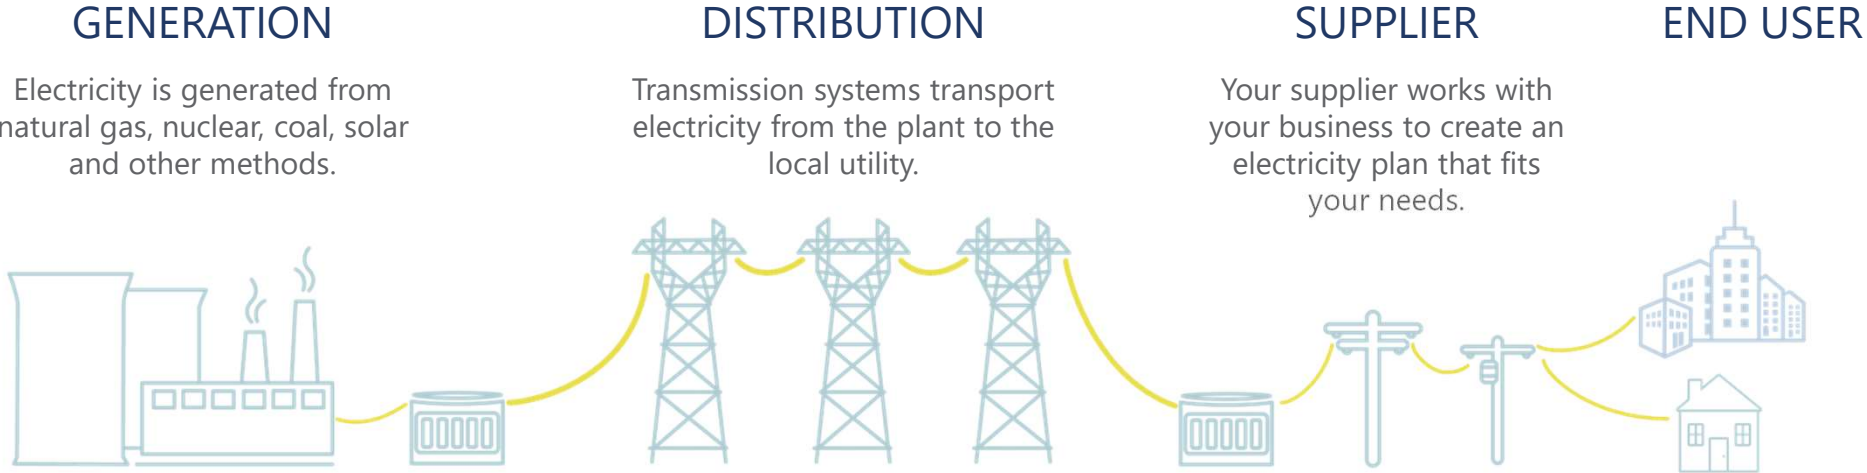 GENERATION
Electricity is generated from
natural gas, nuclear, coal, solar
and other methods.
DISTRIBUTION
Transmission systems transport
electricity from the plant to the
local utility.
SUPPLIER
Your supplier works with
your business to create an
electricity plan that fits
your needs.
END USER